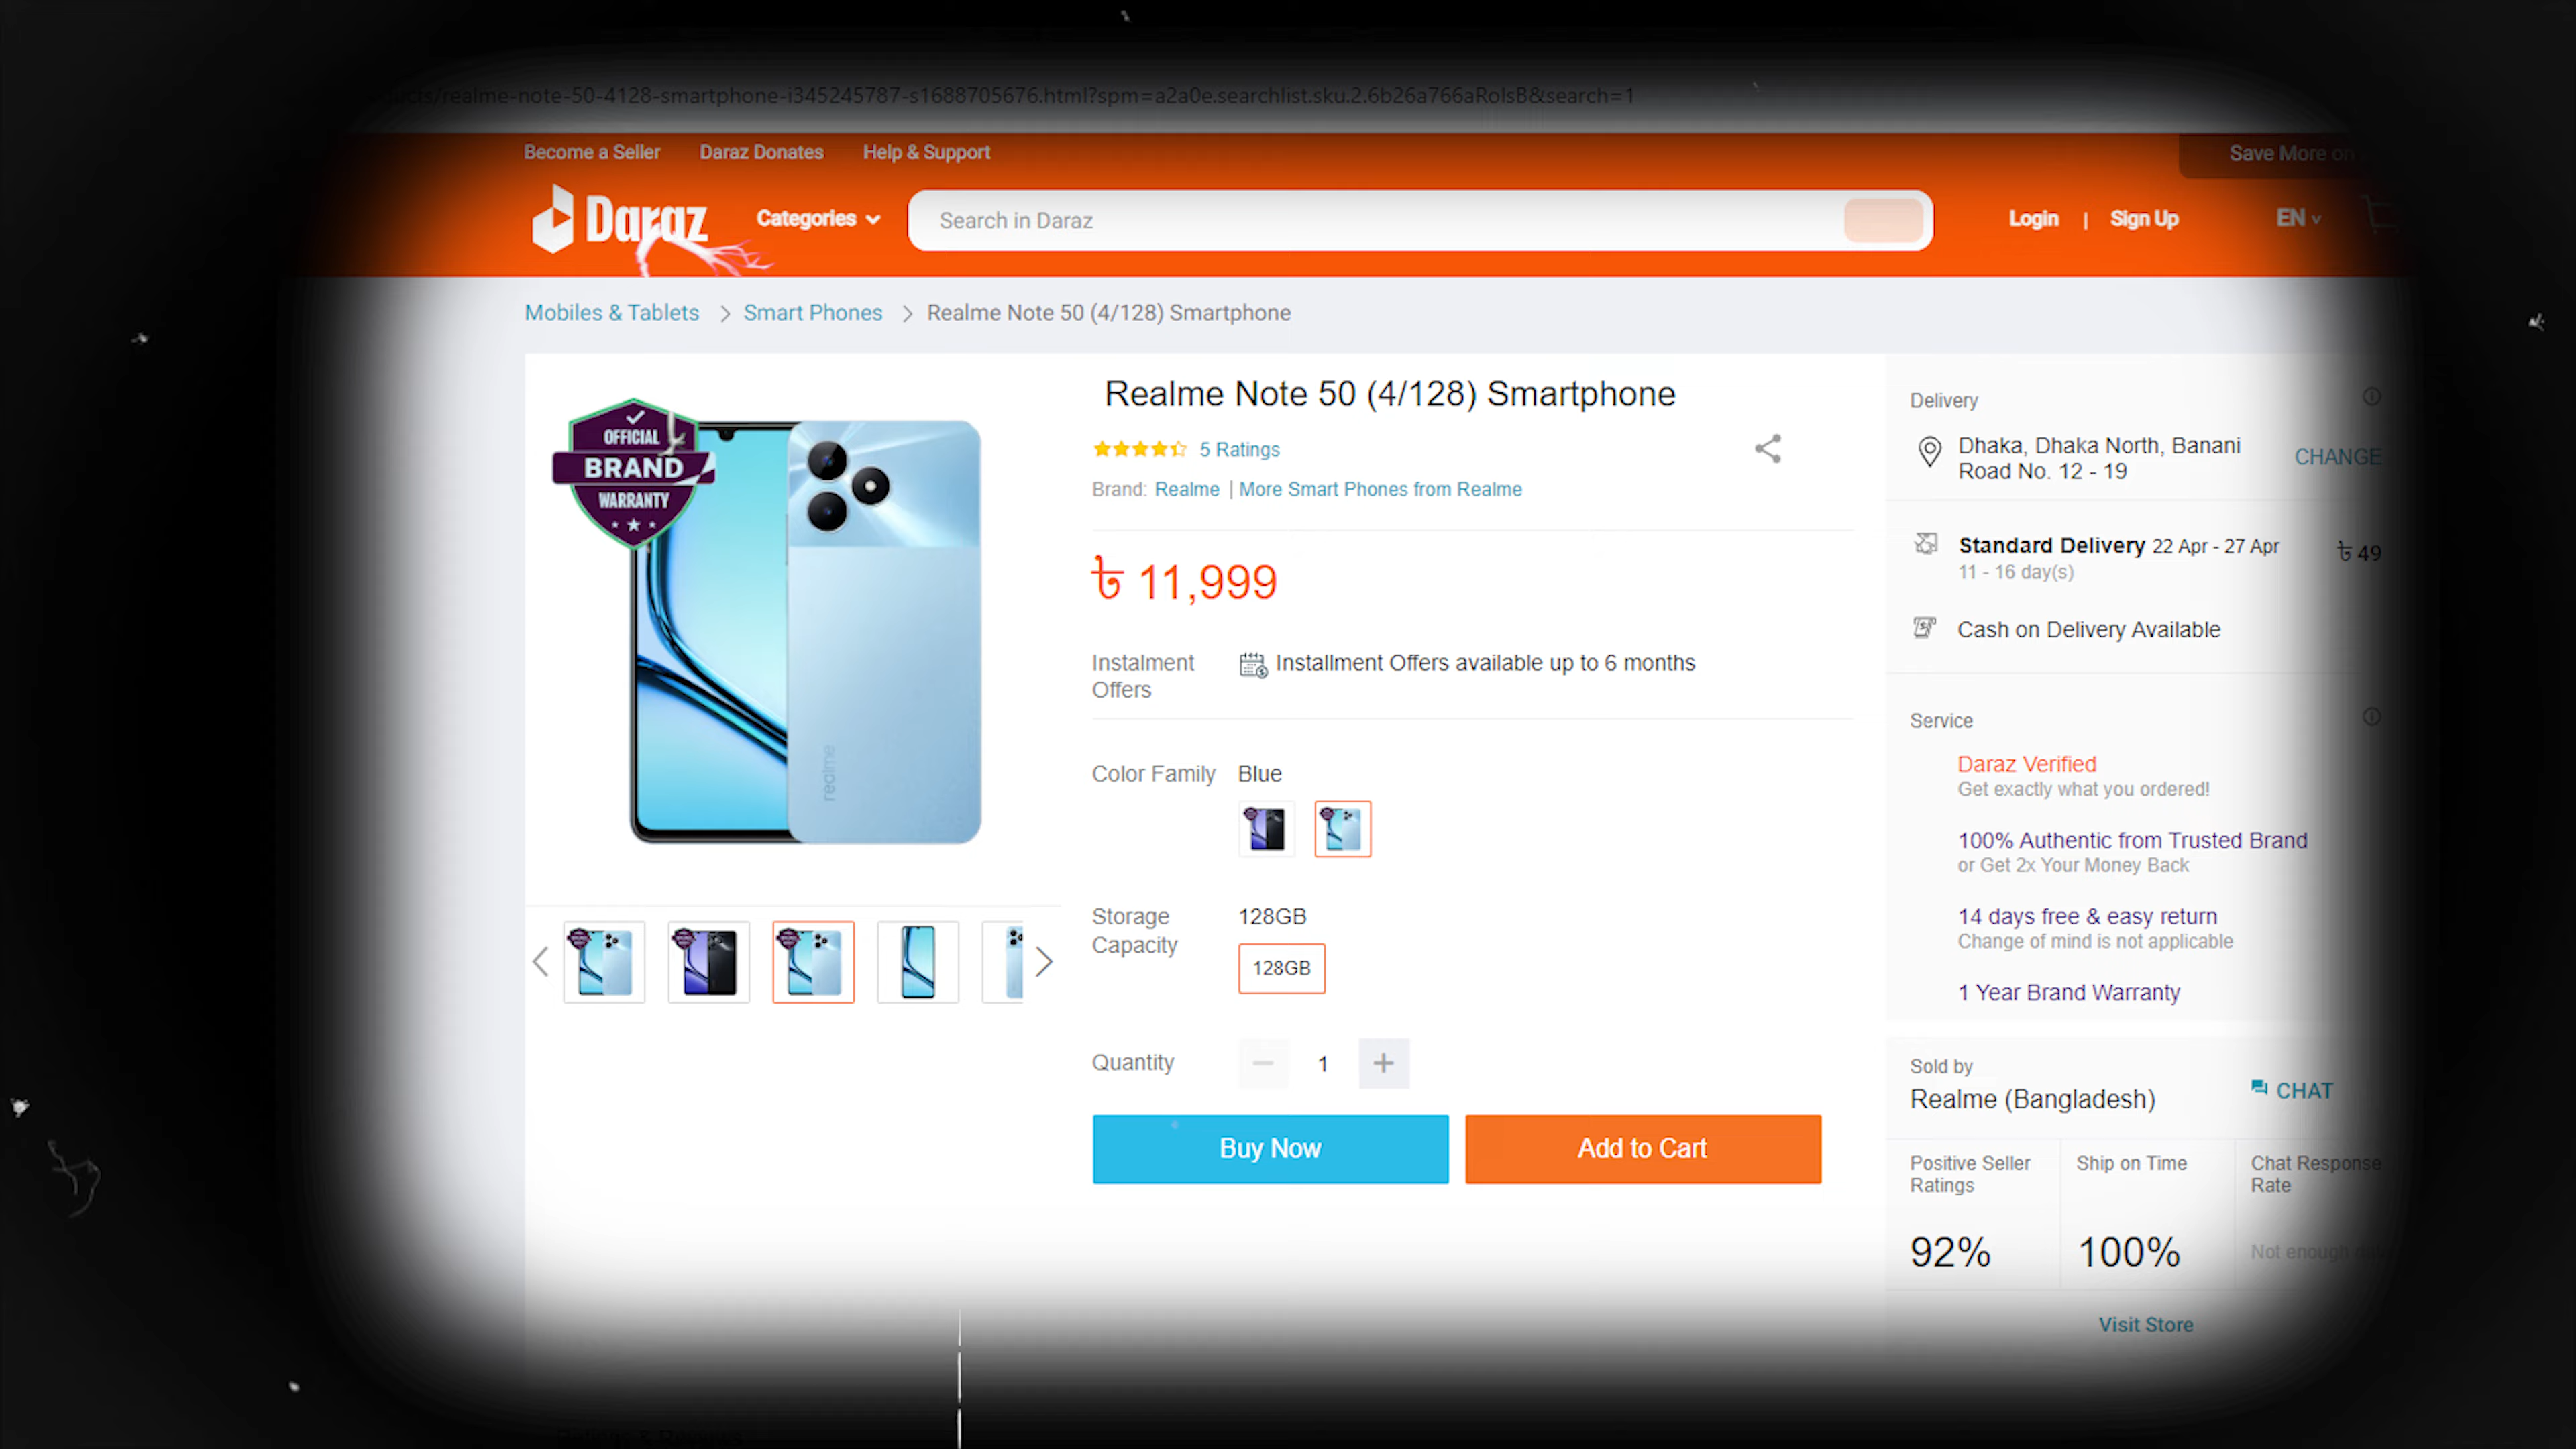 realme-note-50-4128-smartphone-i345245787-s1688705676.html?spm=a2a0e.searchlist.sku.2.6b26a766aRolsB&search=1
Become a Seller Daraz Donates Help & Support
Save More on
Daraz
Categories
Search in Daraz
Login | Sign Up
EN
Mobiles & Tablets > Smart Phones > Realme Note 50 (4/128) Smartphone
OFFICIAL
BRAND
WARRANTY
realme
Realme Note 50 (4/128) Smartphone
5 Ratings
Brand: Realme | More Smart Phones from Realme
৳ 11,999
Instalment Offers
Installment Offers available up to 6 months
Color Family Blue
Storage Capacity
128GB
128GB
Quantity
1
Buy Now
Add to Cart
Delivery
Dhaka, Dhaka North, Banani
Road No. 12 - 19
CHANGE
Standard Delivery 22 Apr - 27 Apr
৳ 49
11 - 16 day(s)
Cash on Delivery Available
Service
Daraz Verified
Get exactly what you ordered!
100% Authentic from Trusted Brand
or Get 2x Your Money Back
14 days free & easy return
Change of mind is not applicable
1 Year Brand Warranty
Sold by
Realme (Bangladesh)
CHAT
Positive Seller Ratings
92%
Ship on Time
100%
Chat Response Rate
Not enough
Visit Store